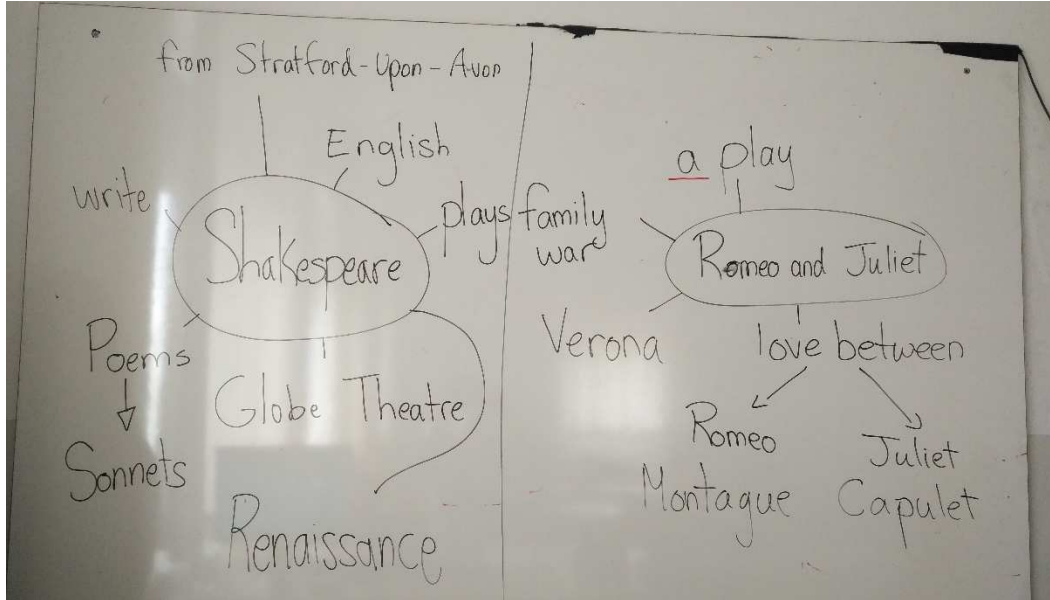 from Stratford-Upon-Avon
English
write
plays
Shakespeare
Poems
Sonnets
Globe Theatre
Renaissance
a play
family
war
Romeo and Juliet
Verona
love between
Romeo
Montague
Juliet
Capulet